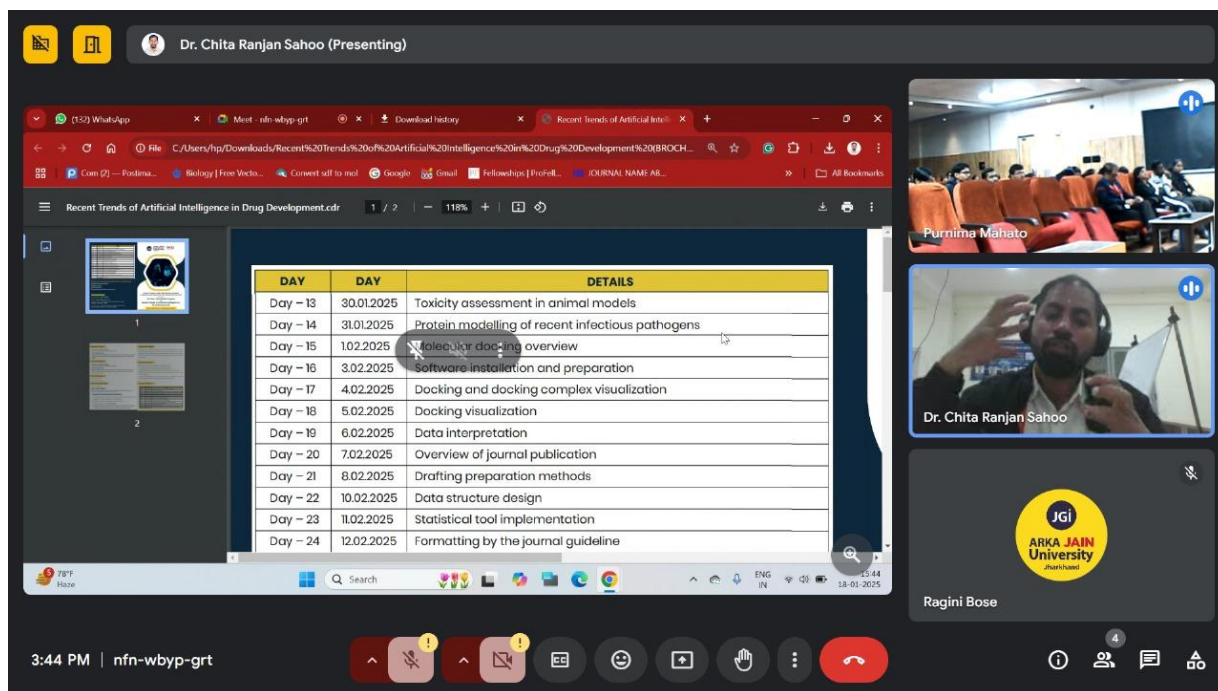 Dr. Chita Ranjan Sahoo (Presenting)
(132) WhatsApp
Meet - nfn-wbyp-grt
Download history
Recent Trends of Artificial Intelli
File C:/Users/hp/Downloads/Recent%20Trends%20of%20Artificial%20Intelligence%20in%20Drug%20Development%20(BROCH...
Com (2) — Postima...
Biology | Free Vecto...
Convert sdf to mol
Google
Gmail
Fellowships | ProFell...
JOURNAL NAME AB...
» All Bookmarks
Recent Trends of Artificial Intelligence in Drug Development.cdr 1 / 2 118%
1
2
DAY DAY DETAILS
Day – 13 30.01.2025 Toxicity assessment in animal models
Day – 14 31.01.2025 Protein modelling of recent infectious pathogens
Day – 15 1.02.2025 Molecular docking overview
Day – 16 3.02.2025 Software installation and preparation
Day – 17 4.02.2025 Docking and docking complex visualization
Day – 18 5.02.2025 Docking visualization
Day – 19 6.02.2025 Data interpretation
Day – 20 7.02.2025 Overview of journal publication
Day – 21 8.02.2025 Drafting preparation methods
Day – 22 10.02.2025 Data structure design
Day – 23 11.02.2025 Statistical tool implementation
Day – 24 12.02.2025 Formatting by the journal guideline
78°F
Haze
Search
ENG
IN
15:44
18-01-2025
Purnima Mahato
Dr. Chita Ranjan Sahoo
JGi
ARKA JAIN
University
Jharkhand
Ragini Bose
3:44 PM | nfn-wbyp-grt
CC
4